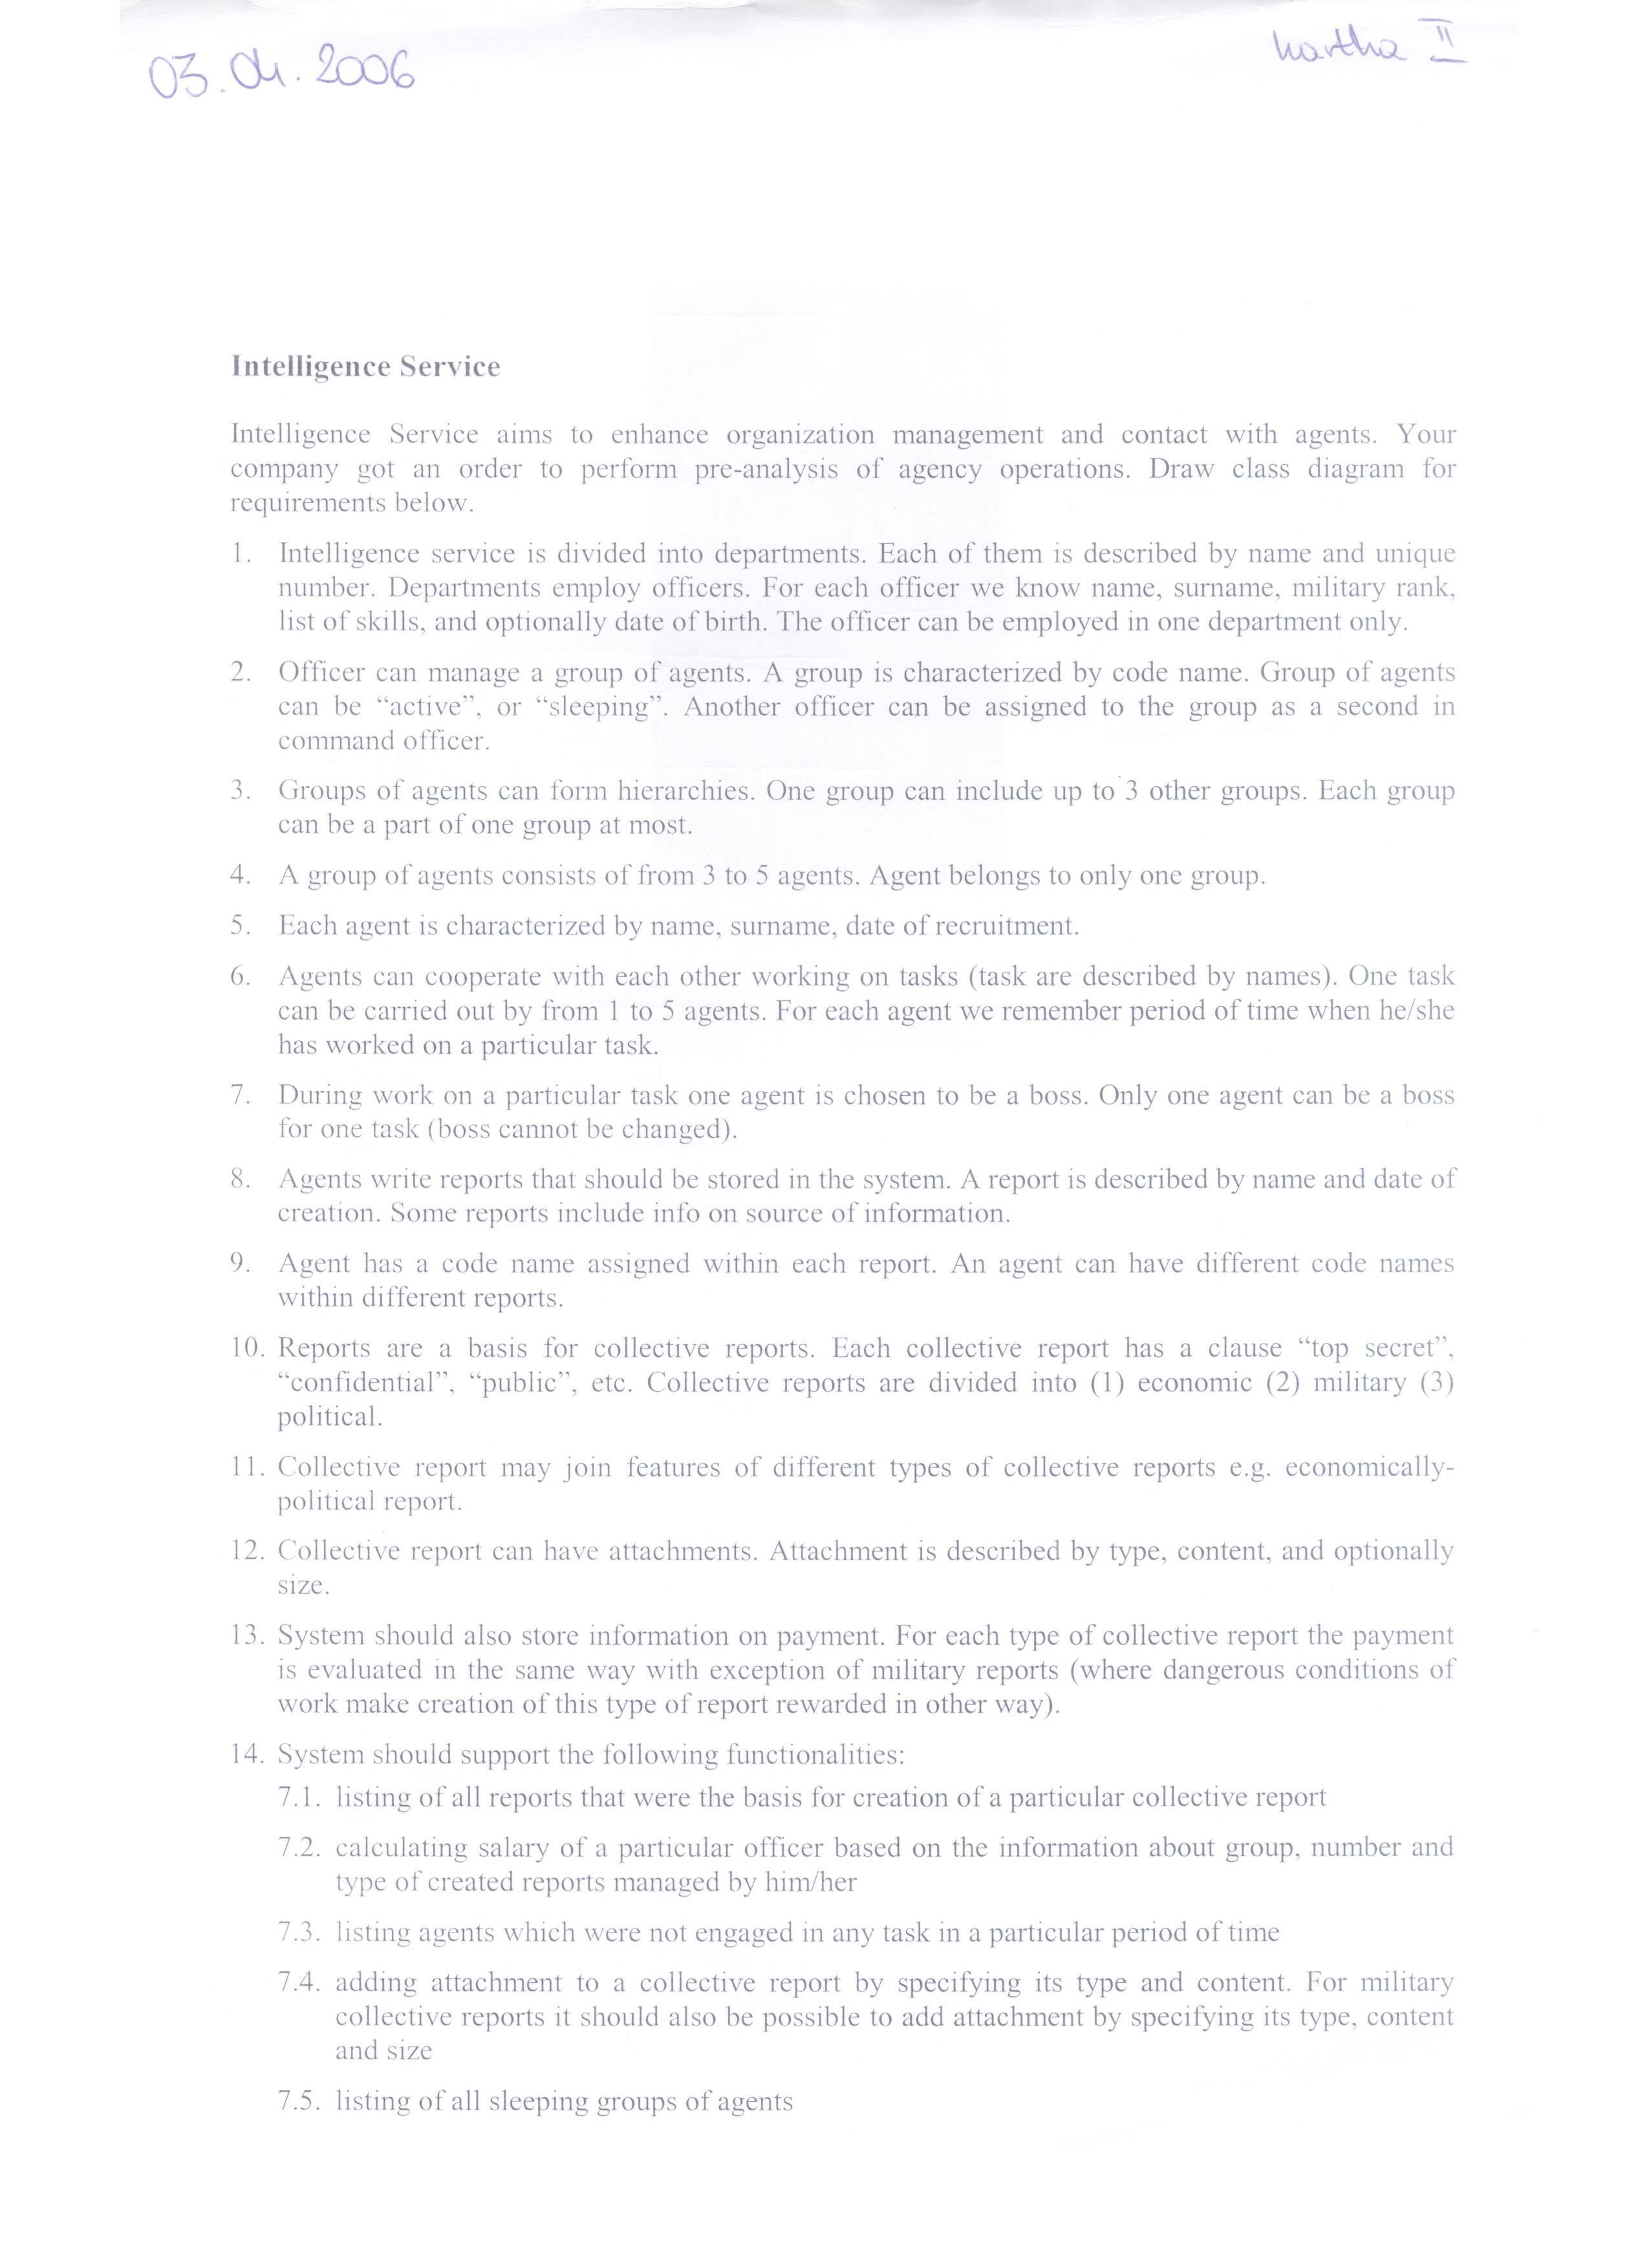 03.04.2006
kartka II
Intelligence Service
Intelligence Service aims to enhance organization management and contact with agents. Your
company got an order to perform pre-analysis of agency operations. Draw class diagram for
requirements below.
1. Intelligence service is divided into departments. Each of them is described by name and unique
number. Departments employ officers. For each officer we know name, surname, military rank,
list of skills, and optionally date of birth. The officer can be employed in one department only.
2. Officer can manage a group of agents. A group is characterized by code name. Group of agents
can be “active”, or “sleeping”. Another officer can be assigned to the group as a second in
command officer.
3. Groups of agents can form hierarchies. One group can include up to 3 other groups. Each group
can be a part of one group at most.
4. A group of agents consists of from 3 to 5 agents. Agent belongs to only one group.
5. Each agent is characterized by name, surname, date of recruitment.
6. Agents can cooperate with each other working on tasks (task are described by names). One task
can be carried out by from 1 to 5 agents. For each agent we remember period of time when he/she
has worked on a particular task.
7. During work on a particular task one agent is chosen to be a boss. Only one agent can be a boss
for one task (boss cannot be changed).
8. Agents write reports that should be stored in the system. A report is described by name and date of
creation. Some reports include info on source of information.
9. Agent has a code name assigned within each report. An agent can have different code names
within different reports.
10. Reports are a basis for collective reports. Each collective report has a clause “top secret”,
“confidential”, “public”, etc. Collective reports are divided into (1) economic (2) military (3)
political.
11. Collective report may join features of different types of collective reports e.g. economically-
political report.
12. Collective report can have attachments. Attachment is described by type, content, and optionally
size.
13. System should also store information on payment. For each type of collective report the payment
is evaluated in the same way with exception of military reports (where dangerous conditions of
work make creation of this type of report rewarded in other way).
14. System should support the following functionalities:
7.1. listing of all reports that were the basis for creation of a particular collective report
7.2. calculating salary of a particular officer based on the information about group, number and
type of created reports managed by him/her
7.3. listing agents which were not engaged in any task in a particular period of time
7.4. adding attachment to a collective report by specifying its type and content. For military
collective reports it should also be possible to add attachment by specifying its type, content
and size
7.5. listing of all sleeping groups of agents